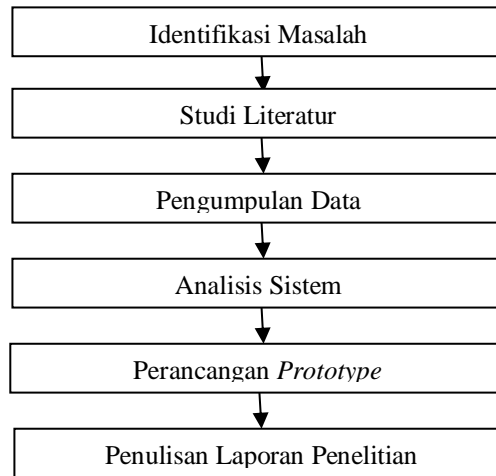 Identifikasi Masalah
Studi Literatur
Pengumpulan Data
Analisis Sistem
Perancangan Prototype
Penulisan Laporan Penelitian